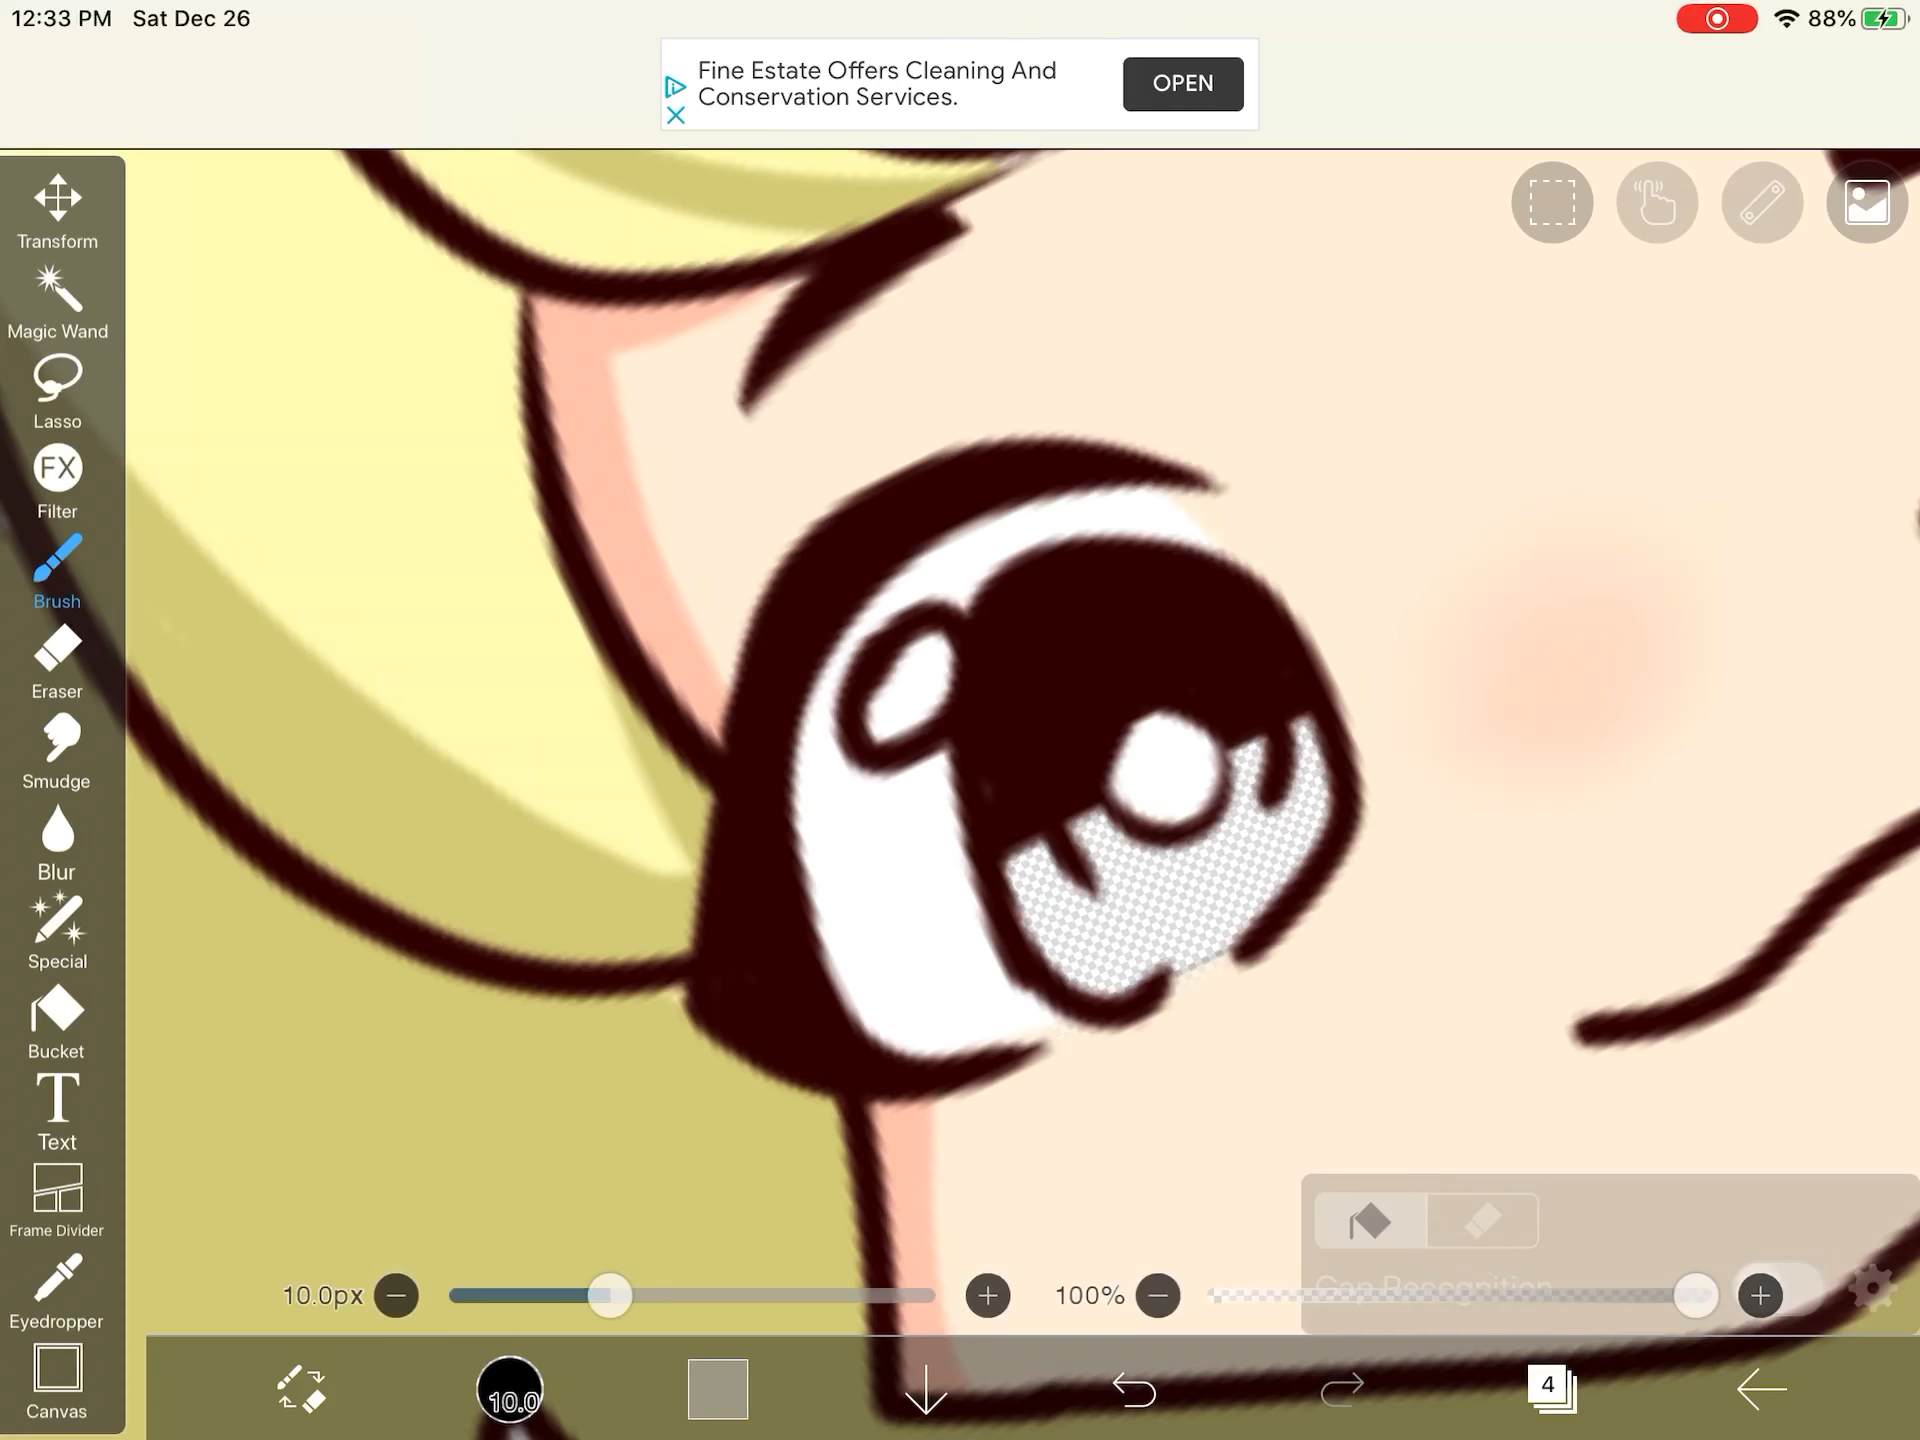 12:33 PM Sat Dec 26
88%
Fine Estate Offers Cleaning And
Conservation Services.
OPEN
Transform
Magic Wand
Lasso
FX
Filter
Brush
Eraser
Smudge
Blur
Special
Bucket
T
Text
Frame Divider
Eyedropper
Canvas
Gap Recognition
10.0px
100%
10.0
4